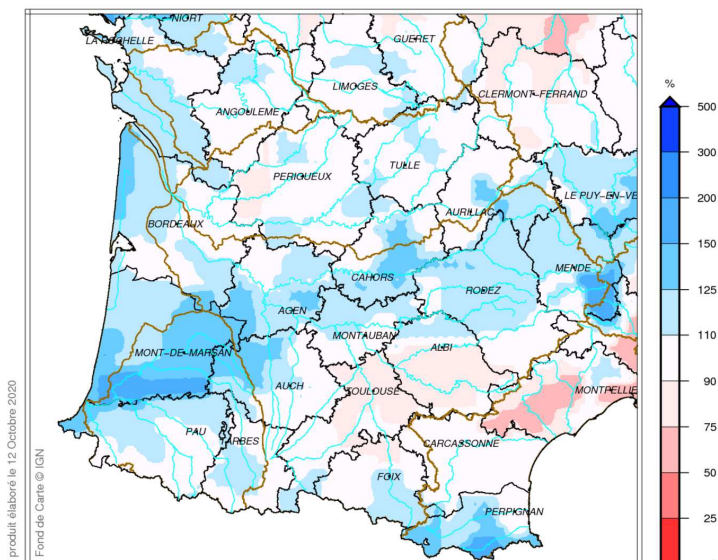 NIORT
LA ROCHELLE
GUERET
LIMOGES
CLERMONT-FERRAND
ANGOULEME
TULLE
PERIGUEUX
LE PUY-EN-VE
AURILLAC
BORDEAUX
MENDE
CAHORS
RODEZ
AGEN
MONTAUBAN
ALBI
MONT-DE-MARSAN
AUCH
TOULOUSE
MONTPELLIE
PAU
TARBES
CARCASSONNE
FOIX
PERPIGNAN
%
500
300
200
150
125
110
90
75
50
25
produit élaboré le 12 Octobre 2020
Fond de Carte © IGN